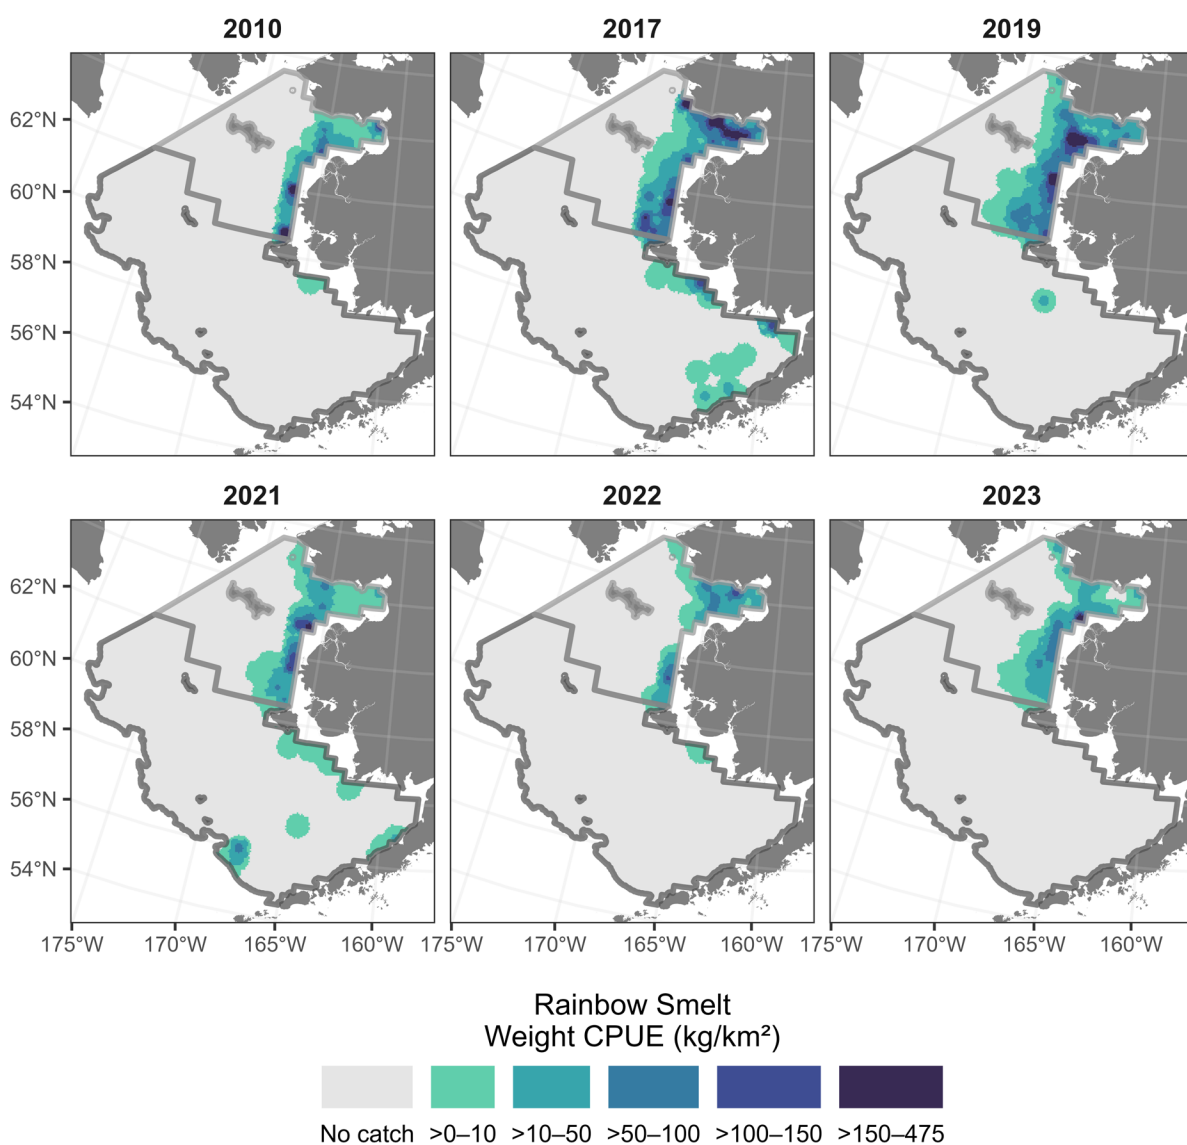 2010 2017 2019
62°N
60°N
58°N
56°N
54°N
2021 2022 2023
62°N
60°N
58°N
56°N
54°N
175°W 170°W 165°W 160°W 175°W 170°W 165°W 160°W 175°W 170°W 165°W 160°W
Rainbow Smelt
Weight CPUE (kg/km²)
No catch >0–10 >10–50 >50–100 >100–150 >150–475